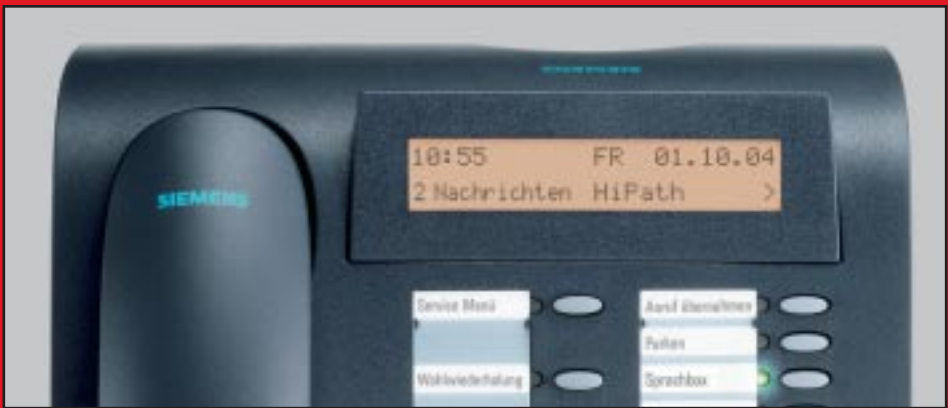 SIEMENS
10:55 FR 01.10.04
2 Nachrichten HiPath >
Service Menü
Anruf übernehmen
Parken
Wahlwiederholung
Sprachbox